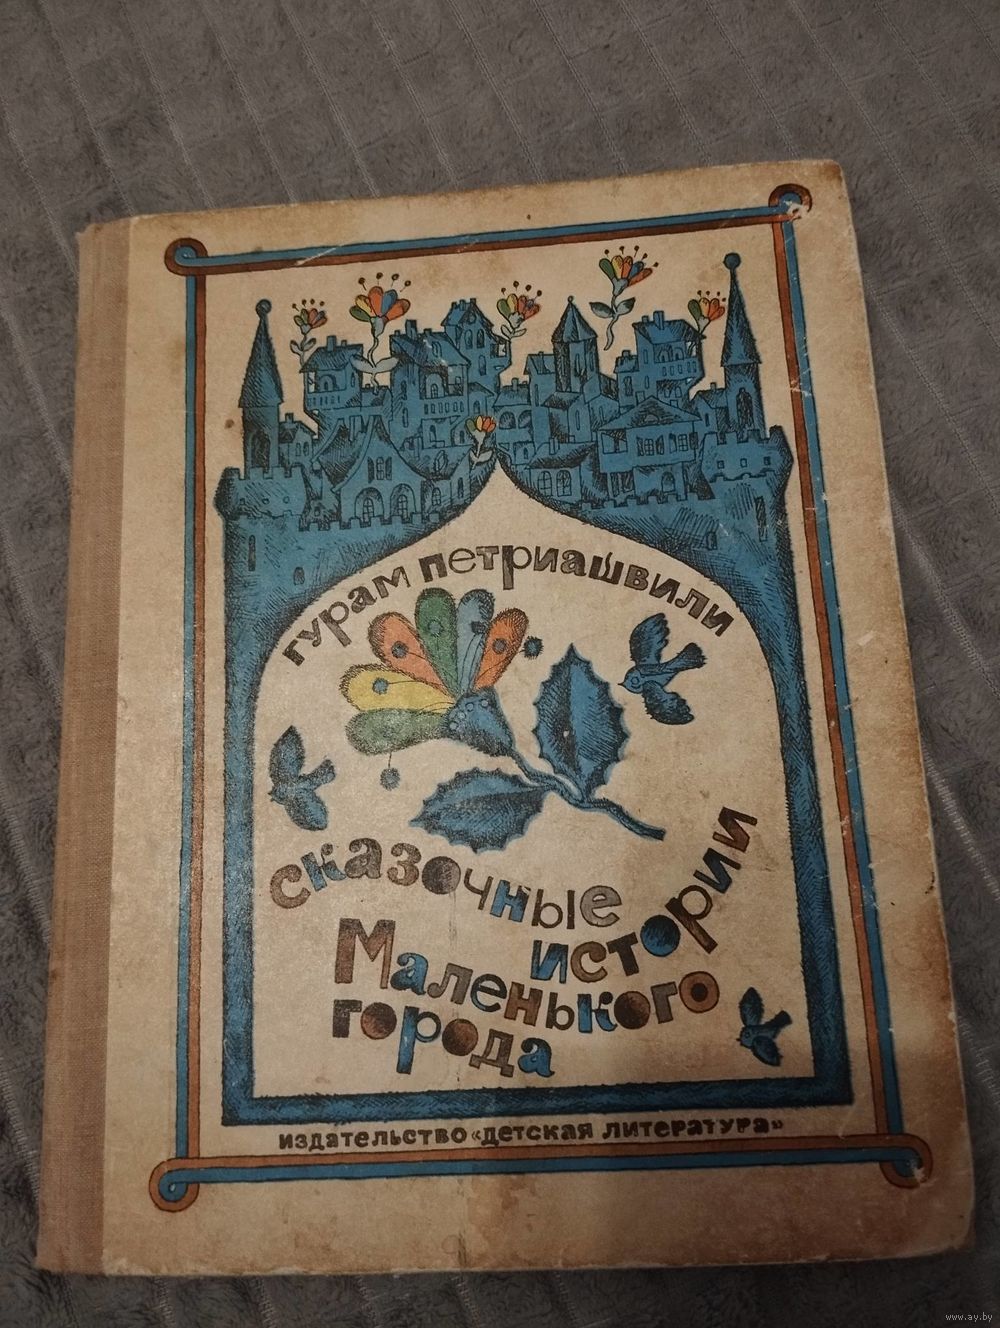 Гурам Петриашвили
Сказочные
истории
Маленького
города
издательство «детская литература»
www.ay.by